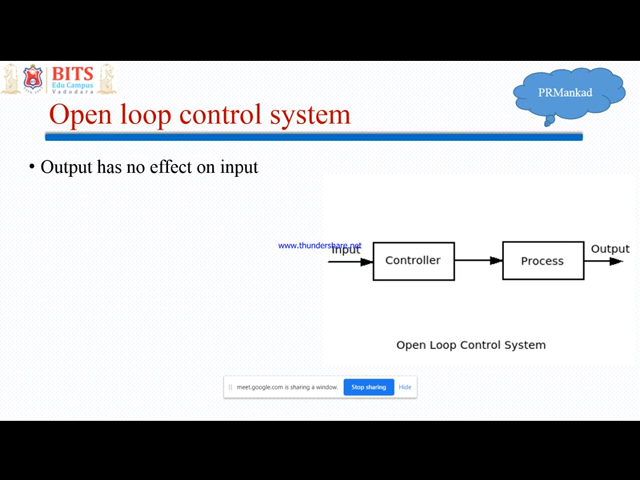 BITS
Edu Campus
Vadodara
PRMankad
Open loop control system
• Output has no effect on input
www.thundershare.net
Input
Controller
Process
Output
Open Loop Control System
meet.google.com is sharing a window.
Stop sharing
Hide